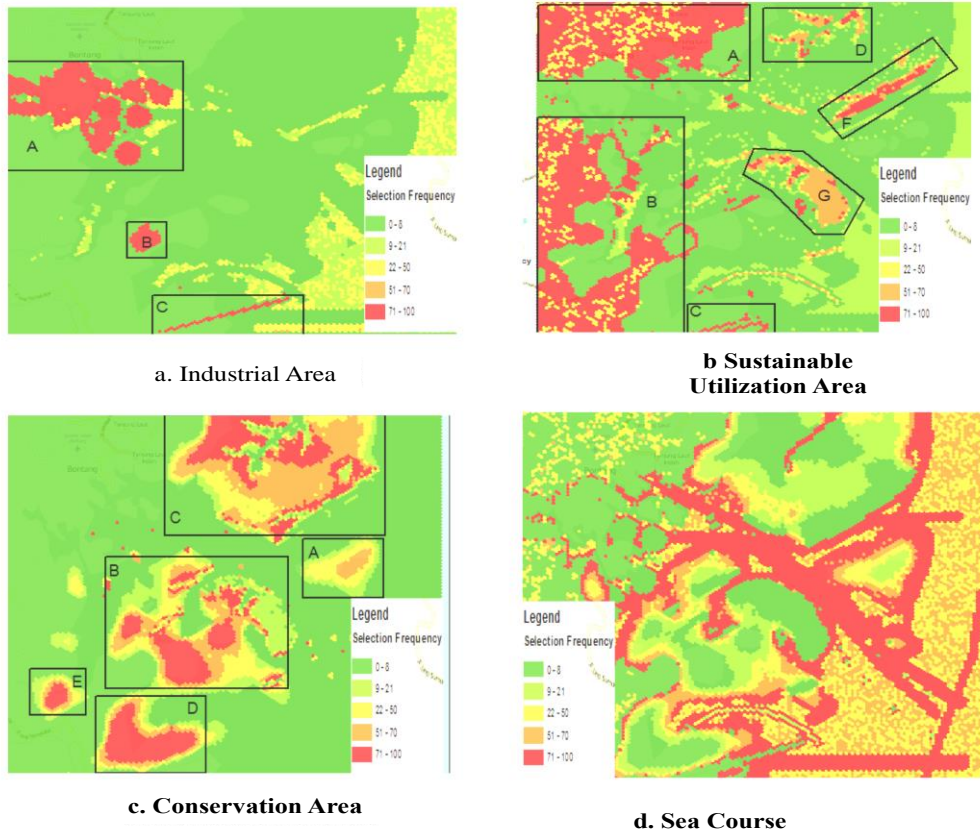 Bontang
A
B
C
Legend
Selection Frequency
0 - 8
9 - 21
22 - 50
51 - 70
71 - 100
a. Industrial Area
A
D
F
B
G
C
Legend
Selection Frequency
0 - 8
9 - 21
22 - 50
51 - 70
71 - 100
b Sustainable
Utilization Area
Bontang
C
A
B
E
D
Legend
Selection Frequency
0 - 8
9 - 21
22 - 50
51 - 70
71 - 100
c. Conservation Area
Legend
Selection Frequency
0 - 8
9 - 21
22 - 50
51 - 70
71 - 100
d. Sea Course